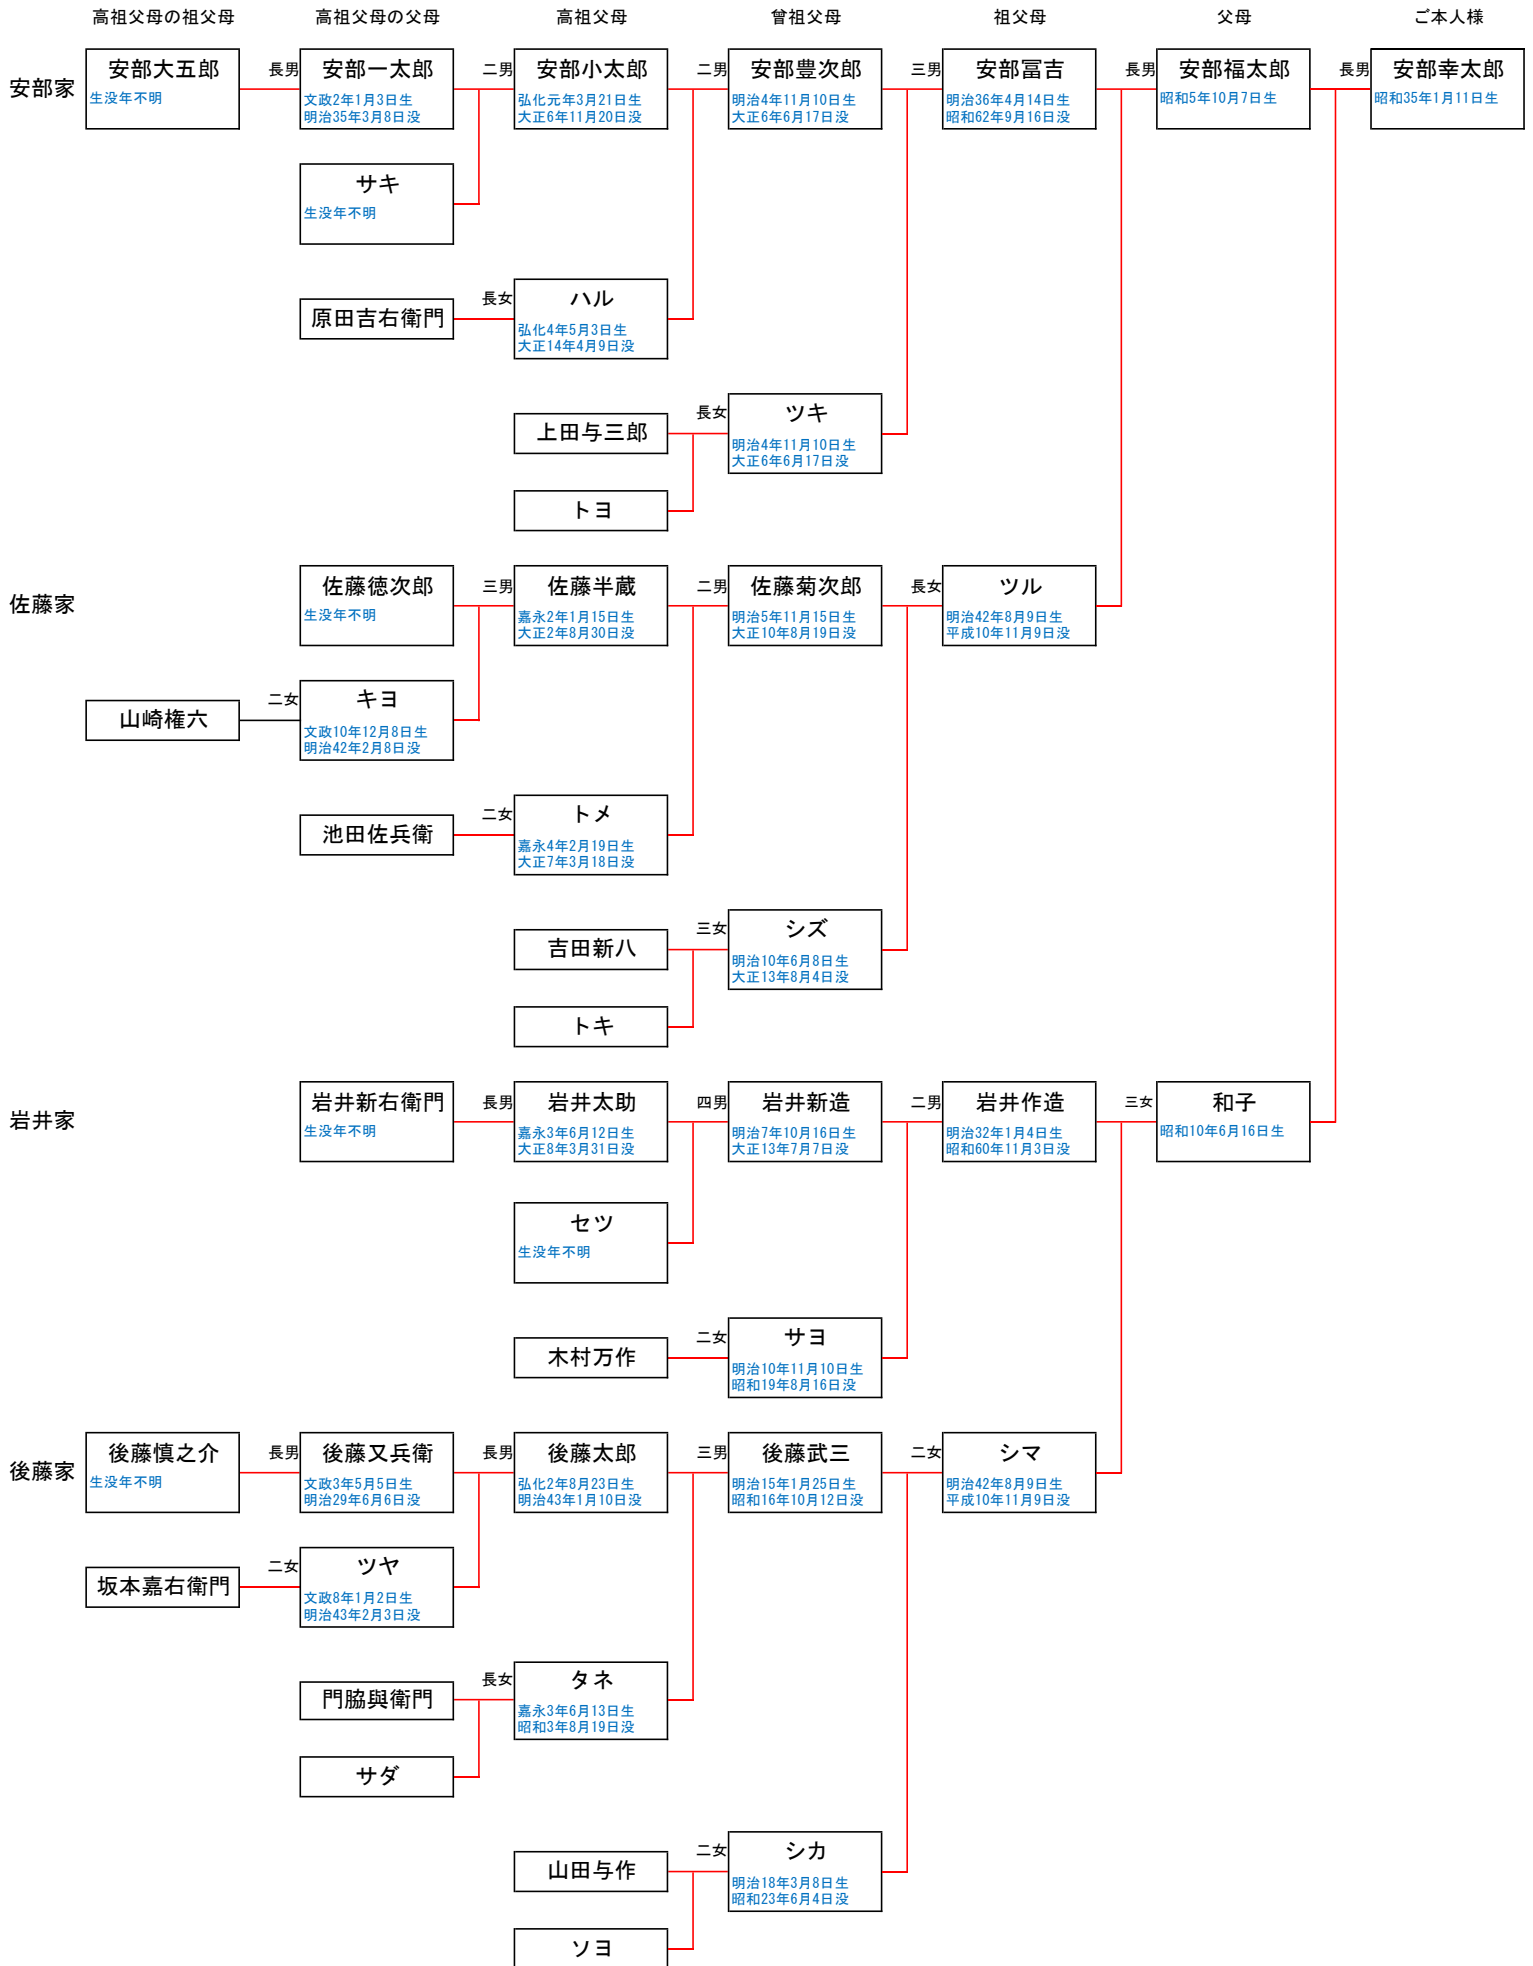 高祖父母の祖父母
高祖父母の父母
高祖父母
曾祖父母
祖父母
父母
ご本人様
安部家
安部大五郎
生没年不明
長男
安部一太郎
文政2年1月3日生
明治35年3月8日没
二男
安部小太郎
弘化元年3月21日生
大正6年11月20日没
二男
安部豊次郎
明治4年11月10日生
大正6年6月17日没
三男
安部冨吉
明治36年4月14日生
昭和62年9月16日没
長男
安部福太郎
昭和5年10月7日生
長男
安部幸太郎
昭和35年1月11日生
サキ
生没年不明
原田吉右衛門
長女
ハル
弘化4年5月3日生
大正14年4月9日没
上田与三郎
長女
ツキ
明治4年11月10日生
大正6年6月17日没
トヨ
佐藤家
佐藤徳次郎
生没年不明
三男
佐藤半蔵
嘉永2年1月15日生
大正2年8月30日没
二男
佐藤菊次郎
明治5年11月15日生
大正10年8月19日没
長女
ツル
明治42年8月9日生
平成10年11月9日没
山崎権六
二女
キヨ
文政10年12月8日生
明治42年2月8日没
池田佐兵衛
二女
トメ
嘉永4年2月19日生
大正7年3月18日没
吉田新八
三女
シズ
明治10年6月8日生
大正13年8月4日没
トキ
岩井家
岩井新右衛門
生没年不明
長男
岩井太助
嘉永3年6月12日生
大正8年3月31日没
四男
岩井新造
明治7年10月16日生
大正13年7月7日没
二男
岩井作造
明治32年1月4日生
昭和60年11月3日没
三女
和子
昭和10年6月16日生
セツ
生没年不明
木村万作
二女
サヨ
明治10年11月10日生
昭和19年8月16日没
後藤家
後藤慎之介
生没年不明
長男
後藤又兵衛
文政3年5月5日生
明治29年6月6日没
長男
後藤太郎
弘化2年8月23日生
明治43年1月10日没
三男
後藤武三
明治15年1月25日生
昭和16年10月12日没
二女
シマ
明治42年8月9日生
平成10年11月9日没
坂本嘉右衛門
二女
ツヤ
文政8年1月2日生
明治43年2月3日没
門脇與衛門
長女
タネ
嘉永3年6月13日生
昭和3年8月19日没
サダ
山田与作
二女
シカ
明治18年3月8日生
昭和23年6月4日没
ソヨ